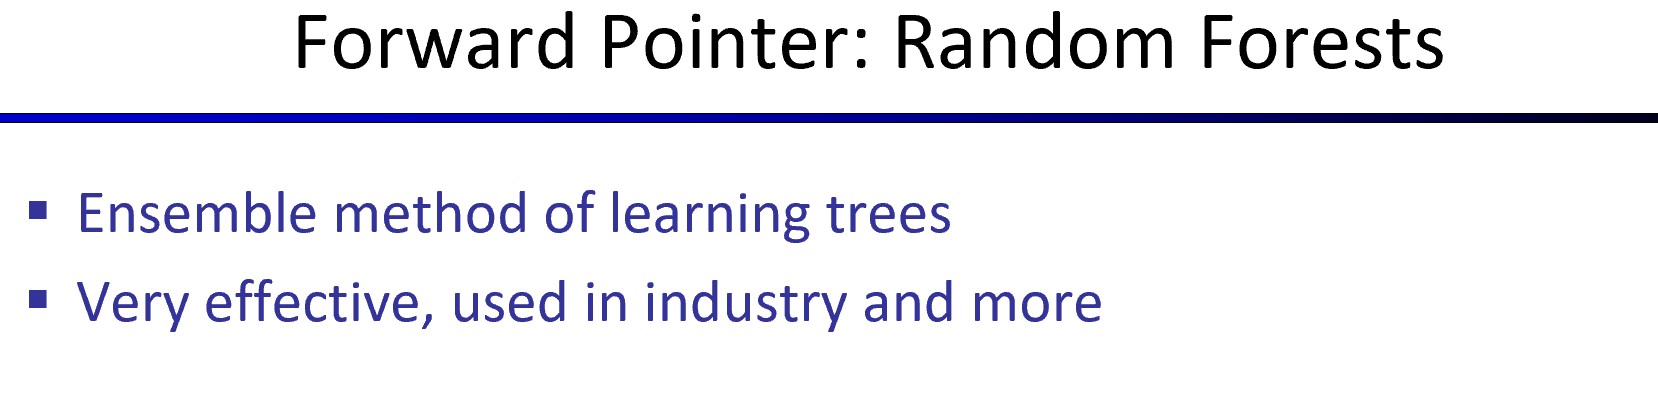 Forward Pointer: Random Forests
▪ Ensemble method of learning trees
▪ Very effective, used in industry and more